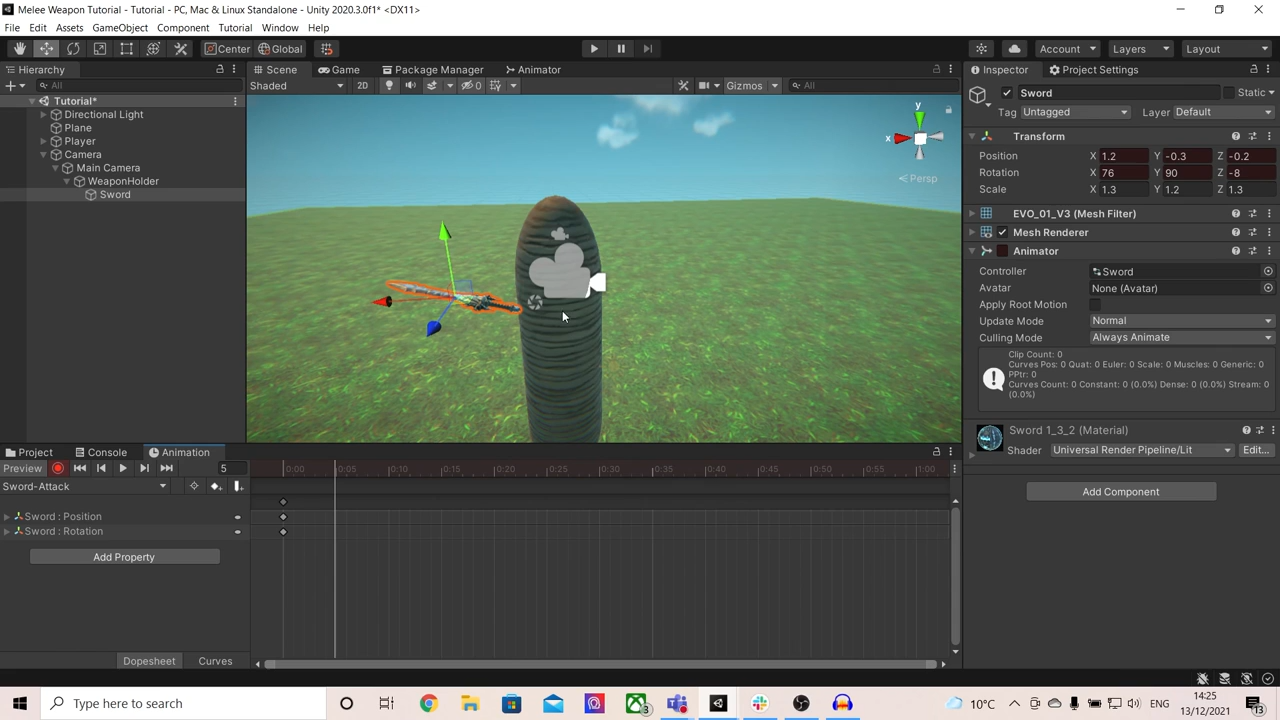 Melee Weapon Tutorial - PC, Mac & Linux Standalone - Unity 2020.3.0f1* <DX11>
File Edit Assets GameObject Component Tutorial Window Help
Center Global Account Layers Layout
Hierarchy Scene Game Package Manager Animator Inspector Project Settings
All Shaded 2D 0 Gizmos All Sword Static
Tutorial* Tag Untagged Layer Default
Directional Light
Plane
Player
Camera
Main Camera
WeaponHolder
Sword
y
x
Persp
Transform
Position X 1.2 Y -0.3 Z -0.2
Rotation X 76 Y 90 Z -8
Scale X 1.3 Y 1.2 Z 1.3
EVO_01_V3 (Mesh Filter)
Mesh Renderer
Animator
Controller Sword
Avatar None (Avatar)
Apply Root Motion
Update Mode Normal
Culling Mode Always Animate
Clip Count: 0
Curves Pos: 0 Quat: 0 Euler: 0 Scale: 0 Muscles: 0 Generic: 0
PPtr: 0
Curves Count: 0 Constant: 0 (0.0%) Dense: 0 (0.0%) Stream: 0
(0.0%)
Sword 1_3_2 (Material)
Shader Universal Render Pipeline/Lit Edit...
Add Component
Project Console Animation
Preview 5 0:00 0:05 0:10 0:15 0:20 0:25 0:30 0:35 0:40 0:45 0:50 0:55 1:00
Sword-Attack
Sword : Position
Sword : Rotation
Add Property
Dopesheet Curves
Type here to search
3
10°C
ENG
14:25
13/12/2021
13